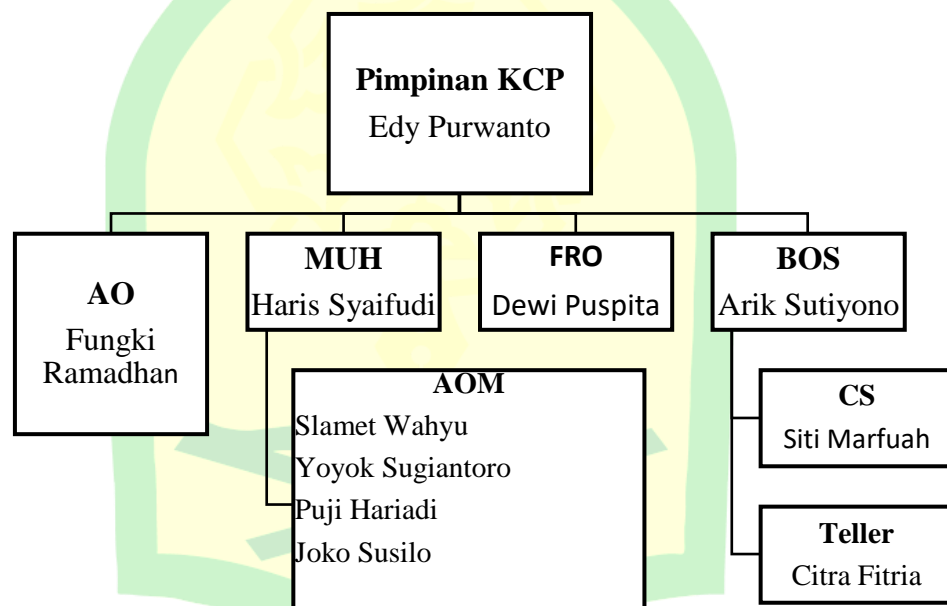 Pimpinan KCP
Edy Purwanto
AO
Fungki
Ramadhan
MUH
Haris Syaifudi
FRO
Dewi Puspita
BOS
Arik Sutiyono
AOM
Slamet Wahyu
Yoyok Sugiantoro
Puji Hariadi
Joko Susilo
CS
Siti Marfuah
Teller
Citra Fitria